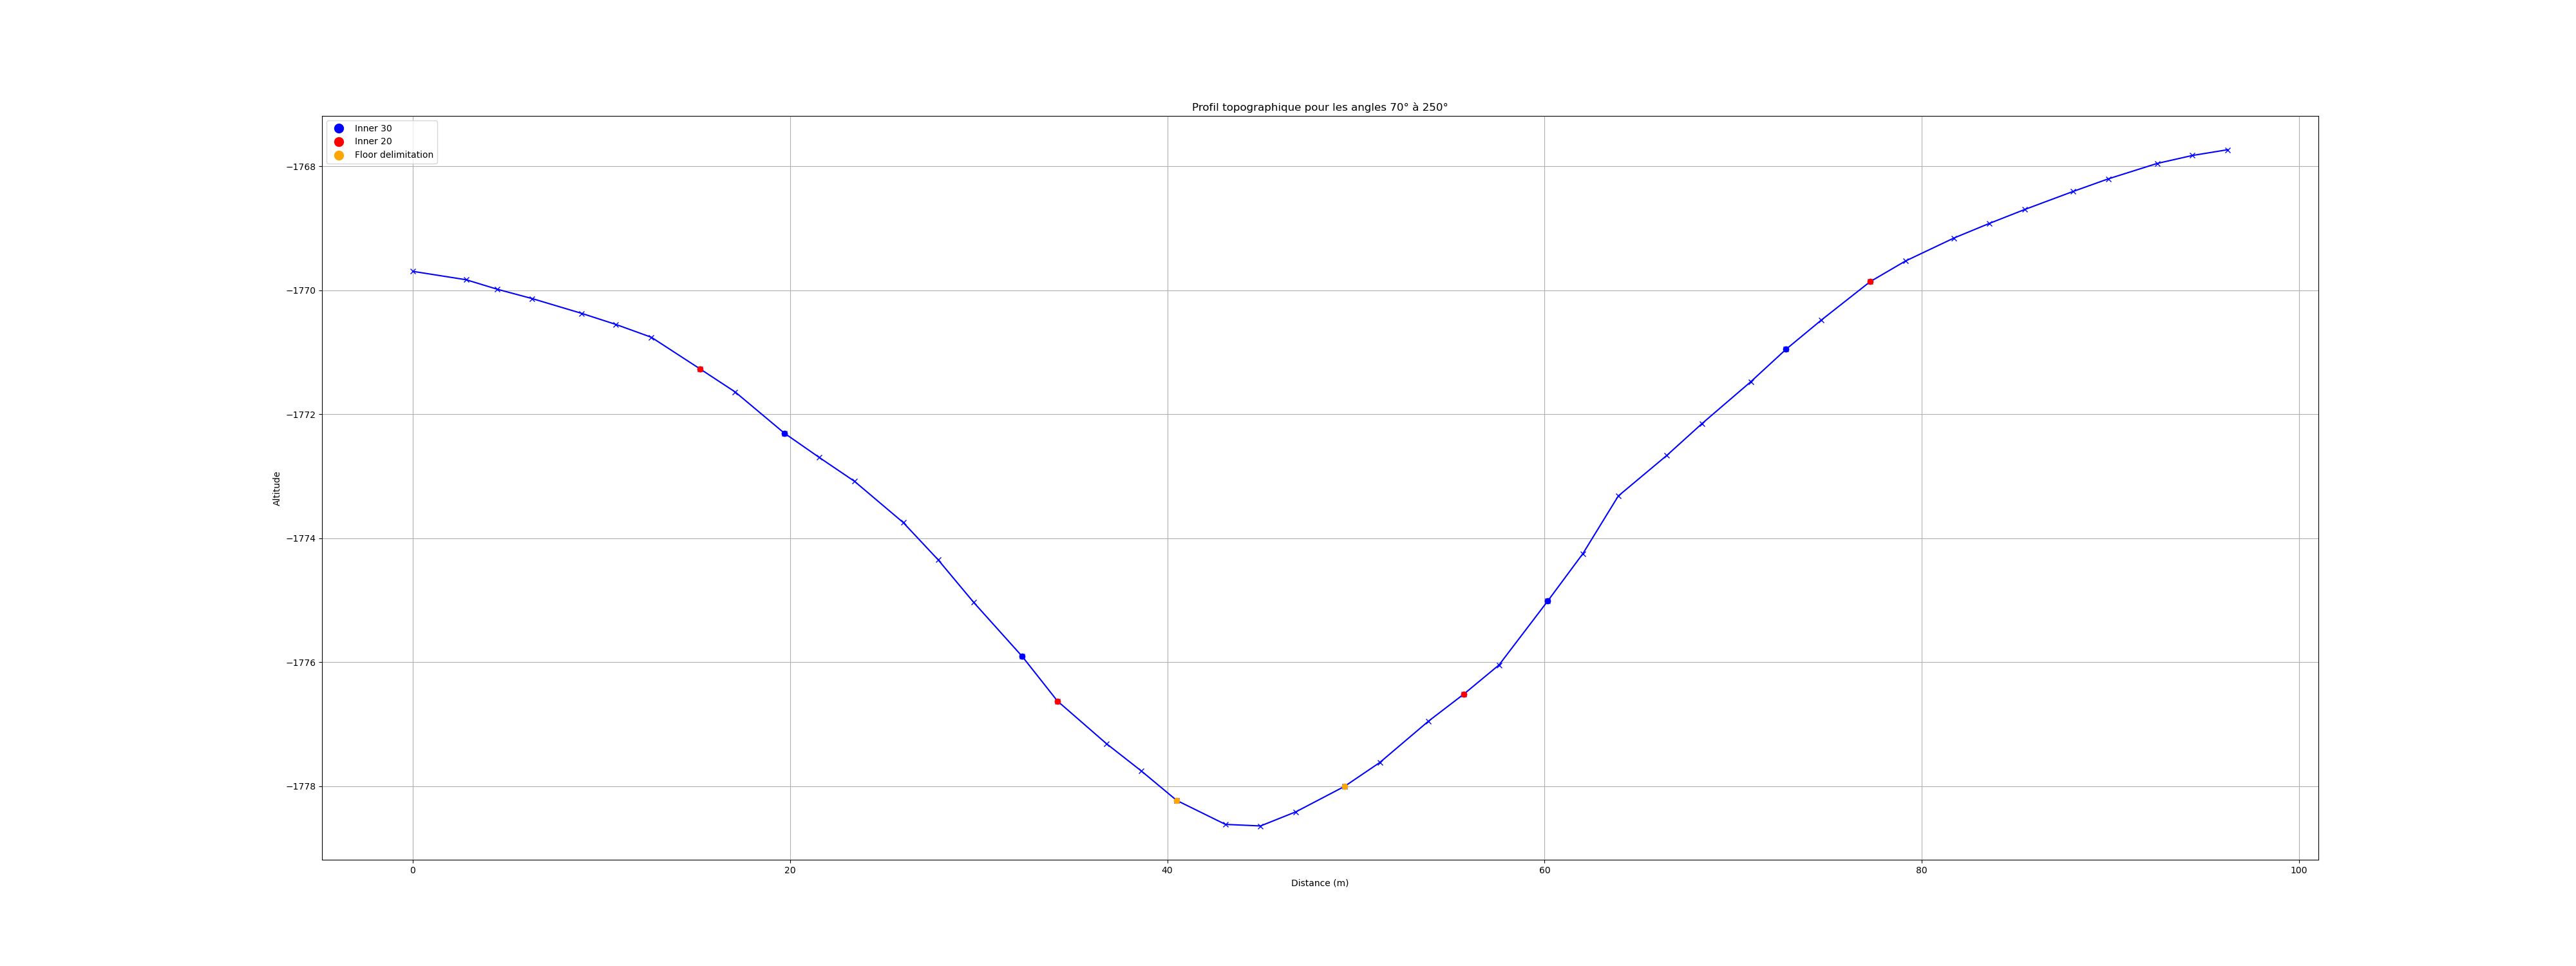 Profil topographique pour les angles 70° à 250°
Inner 30
Inner 20
Floor delimitation
−1768
−1770
−1772
−1774
−1776
−1778
Altitude
0 20 40 60 80 100
Distance (m)